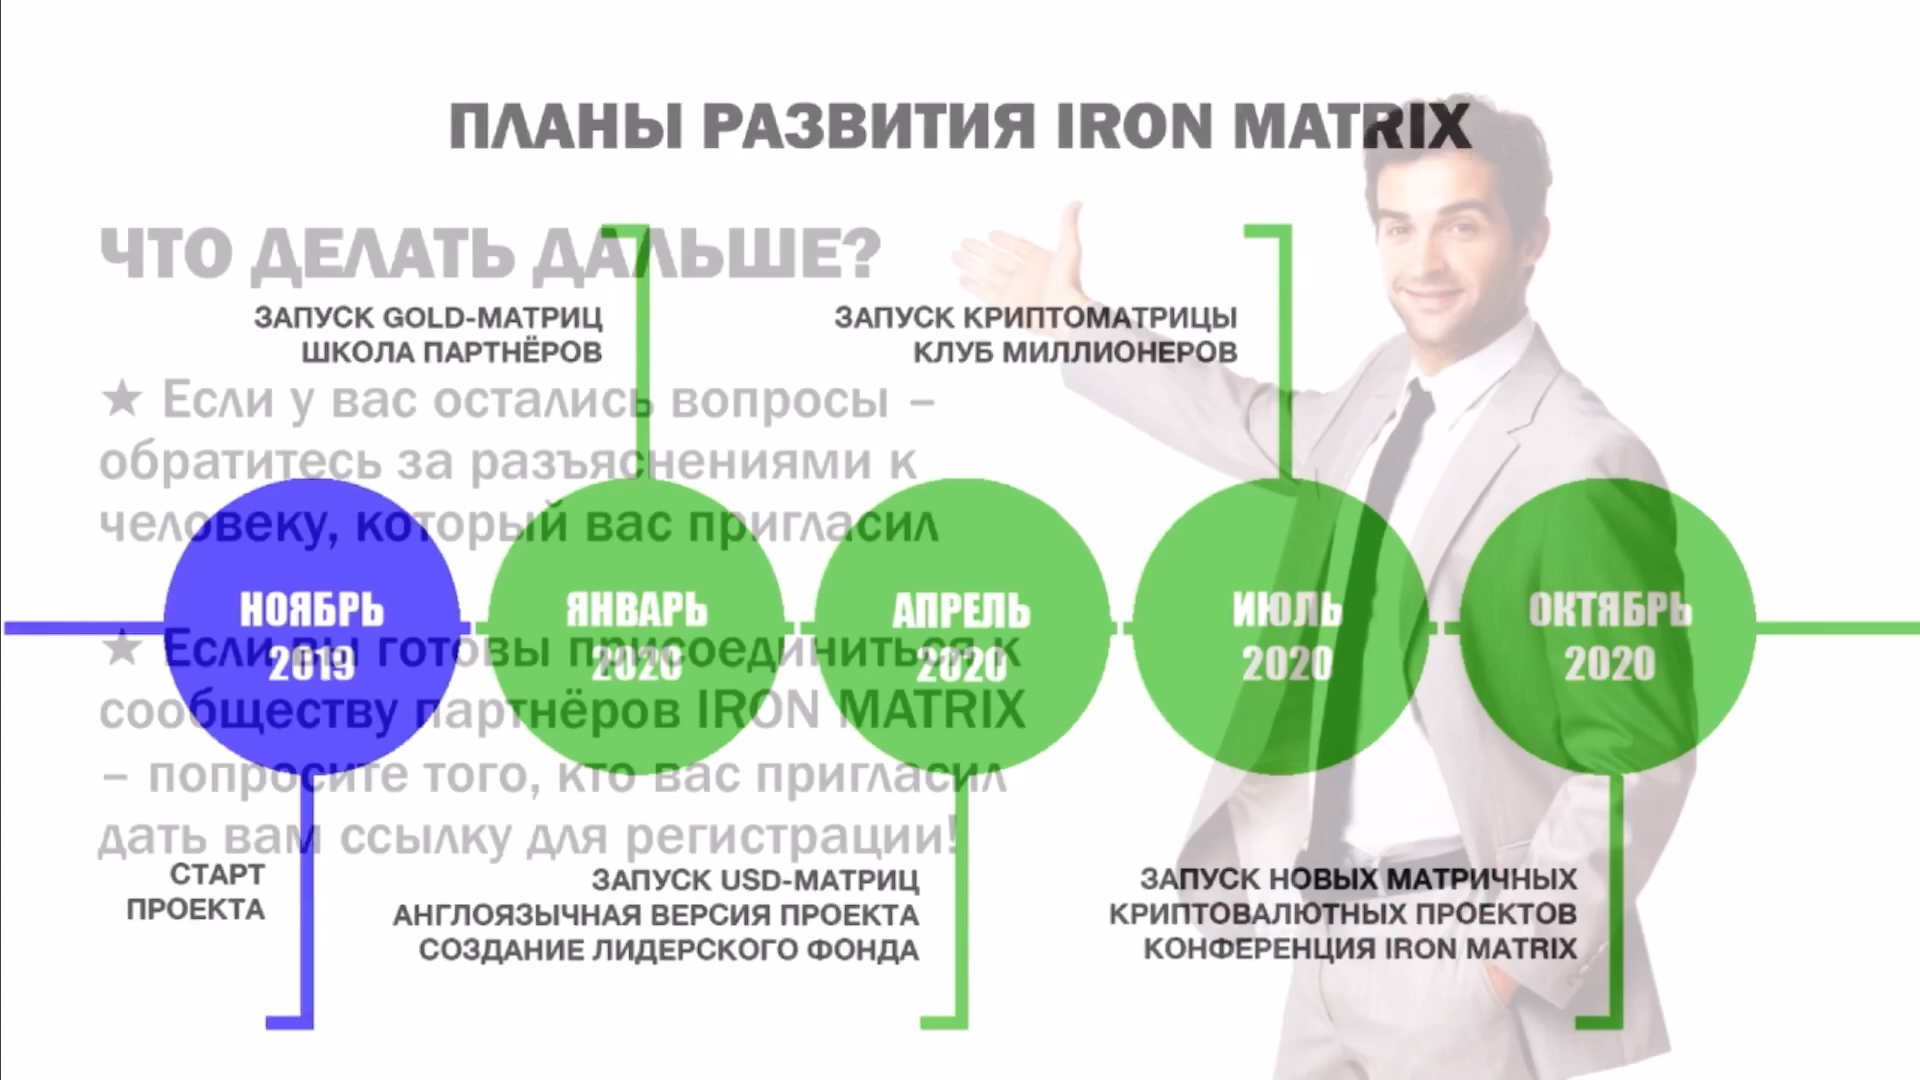 ПЛАНЫ РАЗВИТИЯ IRON MATRIX
ЧТО ДЕЛАТЬ ДАЛЬШЕ?
ЗАПУСК GOLD-МАТРИЦ
ШКОЛА ПАРТНЁРОВ
ЗАПУСК КРИПТОМАТРИЦЫ
КЛУБ МИЛЛИОНЕРОВ
★ Если у вас остались вопросы –
обратитесь за разъяснениями к
человеку, который вас пригласил
НОЯБРЬ
2019
ЯНВАРЬ
2020
АПРЕЛЬ
2020
ИЮЛЬ
2020
ОКТЯБРЬ
2020
★ Если вы готовы присоединиться к
сообществу партнёров IRON MATRIX
– попросите того, кто вас пригласил
дать вам ссылку для регистрации!
СТАРТ
ПРОЕКТА
ЗАПУСК USD-МАТРИЦ
АНГЛОЯЗЫЧНАЯ ВЕРСИЯ ПРОЕКТА
СОЗДАНИЕ ЛИДЕРСКОГО ФОНДА
ЗАПУСК НОВЫХ МАТРИЧНЫХ
КРИПТОВАЛЮТНЫХ ПРОЕКТОВ
КОНФЕРЕНЦИЯ IRON MATRIX